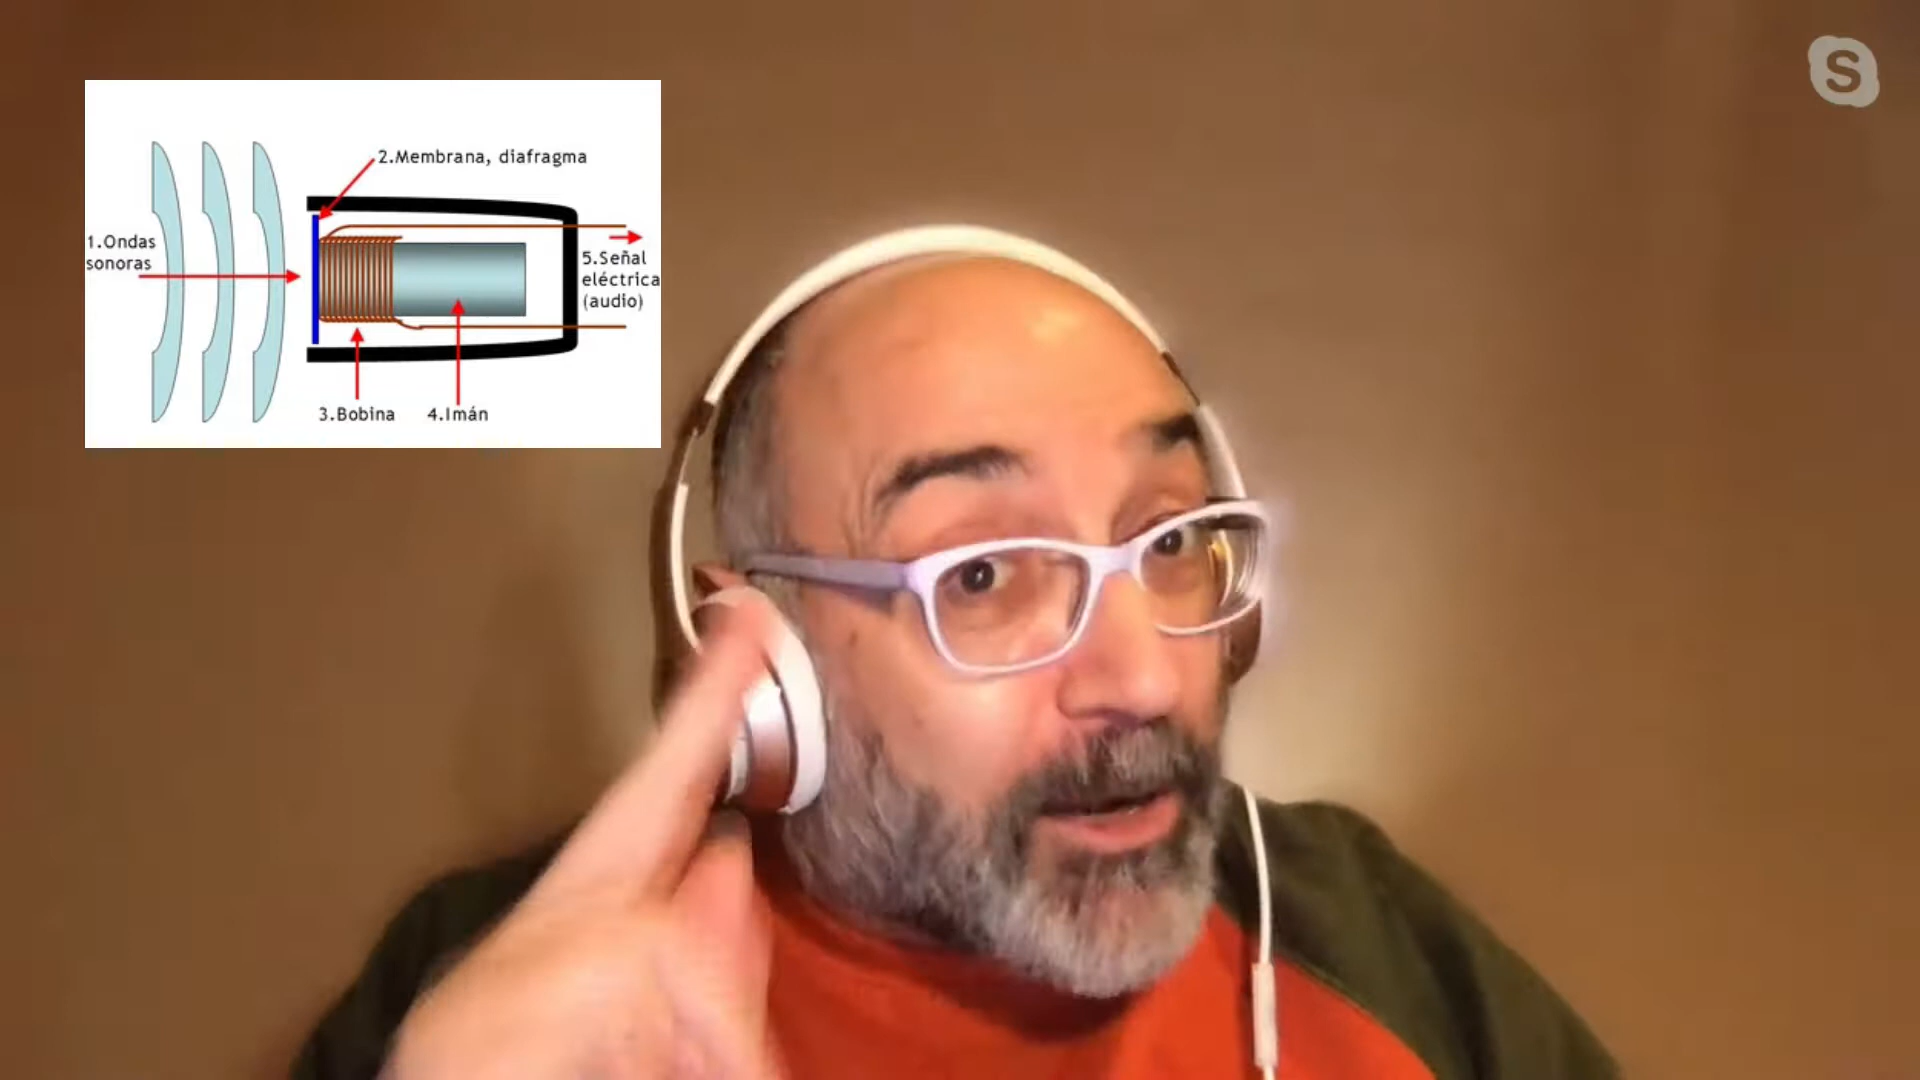 2.Membrana, diafragma
1.Ondas
sonoras
5.Señal
eléctrica
(audio)
3.Bobina
4.Imán
S